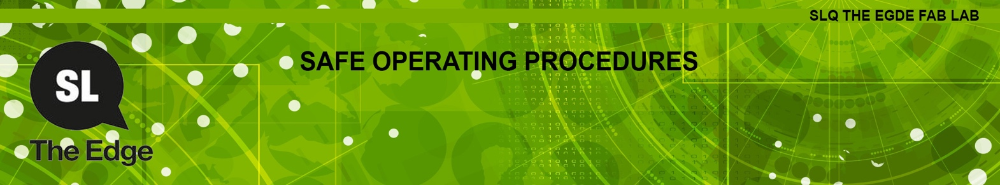 SLQ THE EGDE FAB LAB
SAFE OPERATING PROCEDURES
SL
The Edge